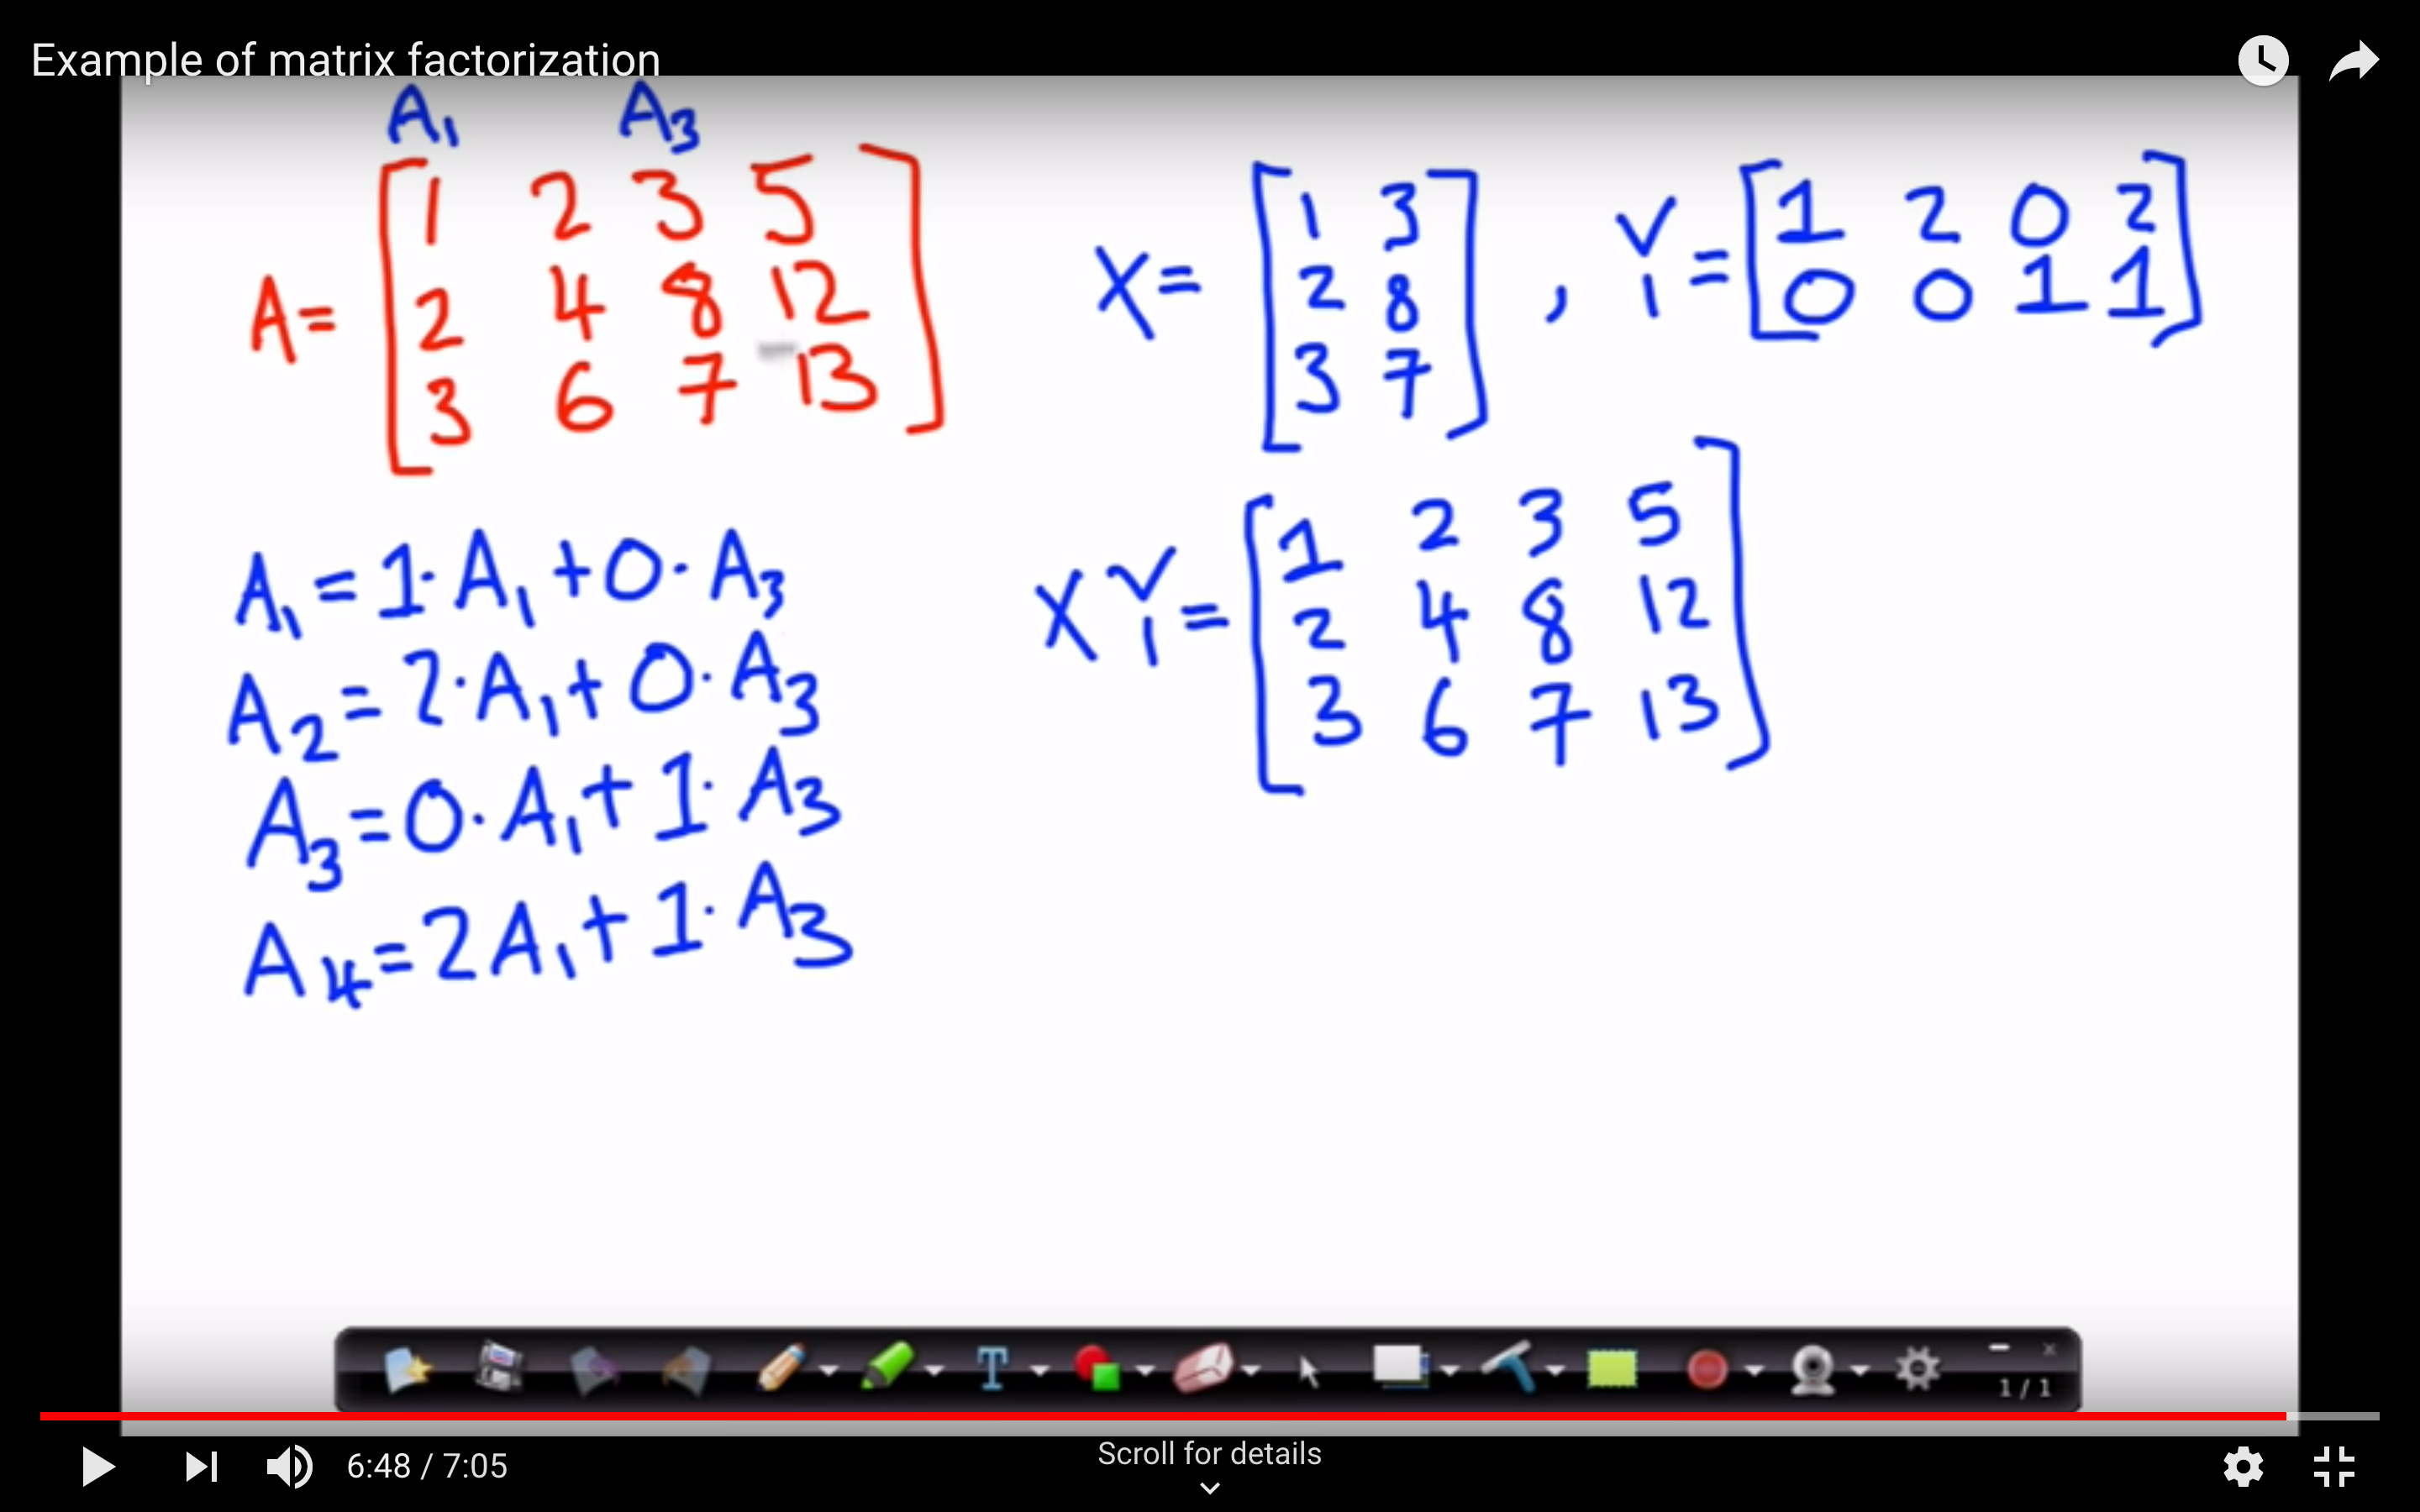 Example of matrix factorization
A₁ A₃
A= [1 2 3 5
2 4 8 12
3 6 7 13]
X= [1 3
2 8
3 7] , Y= [1 2 0 2
0 0 1 1]
A₁ = 1·A₁ + 0·A₃
A₂ = 2·A₁ + 0·A₃
A₃ = 0·A₁ + 1·A₃
A₄ = 2A₁ + 1·A₃
XY= [1 2 3 5
2 4 8 12
3 6 7 13]
T
1 / 1
6:48 / 7:05
Scroll for details